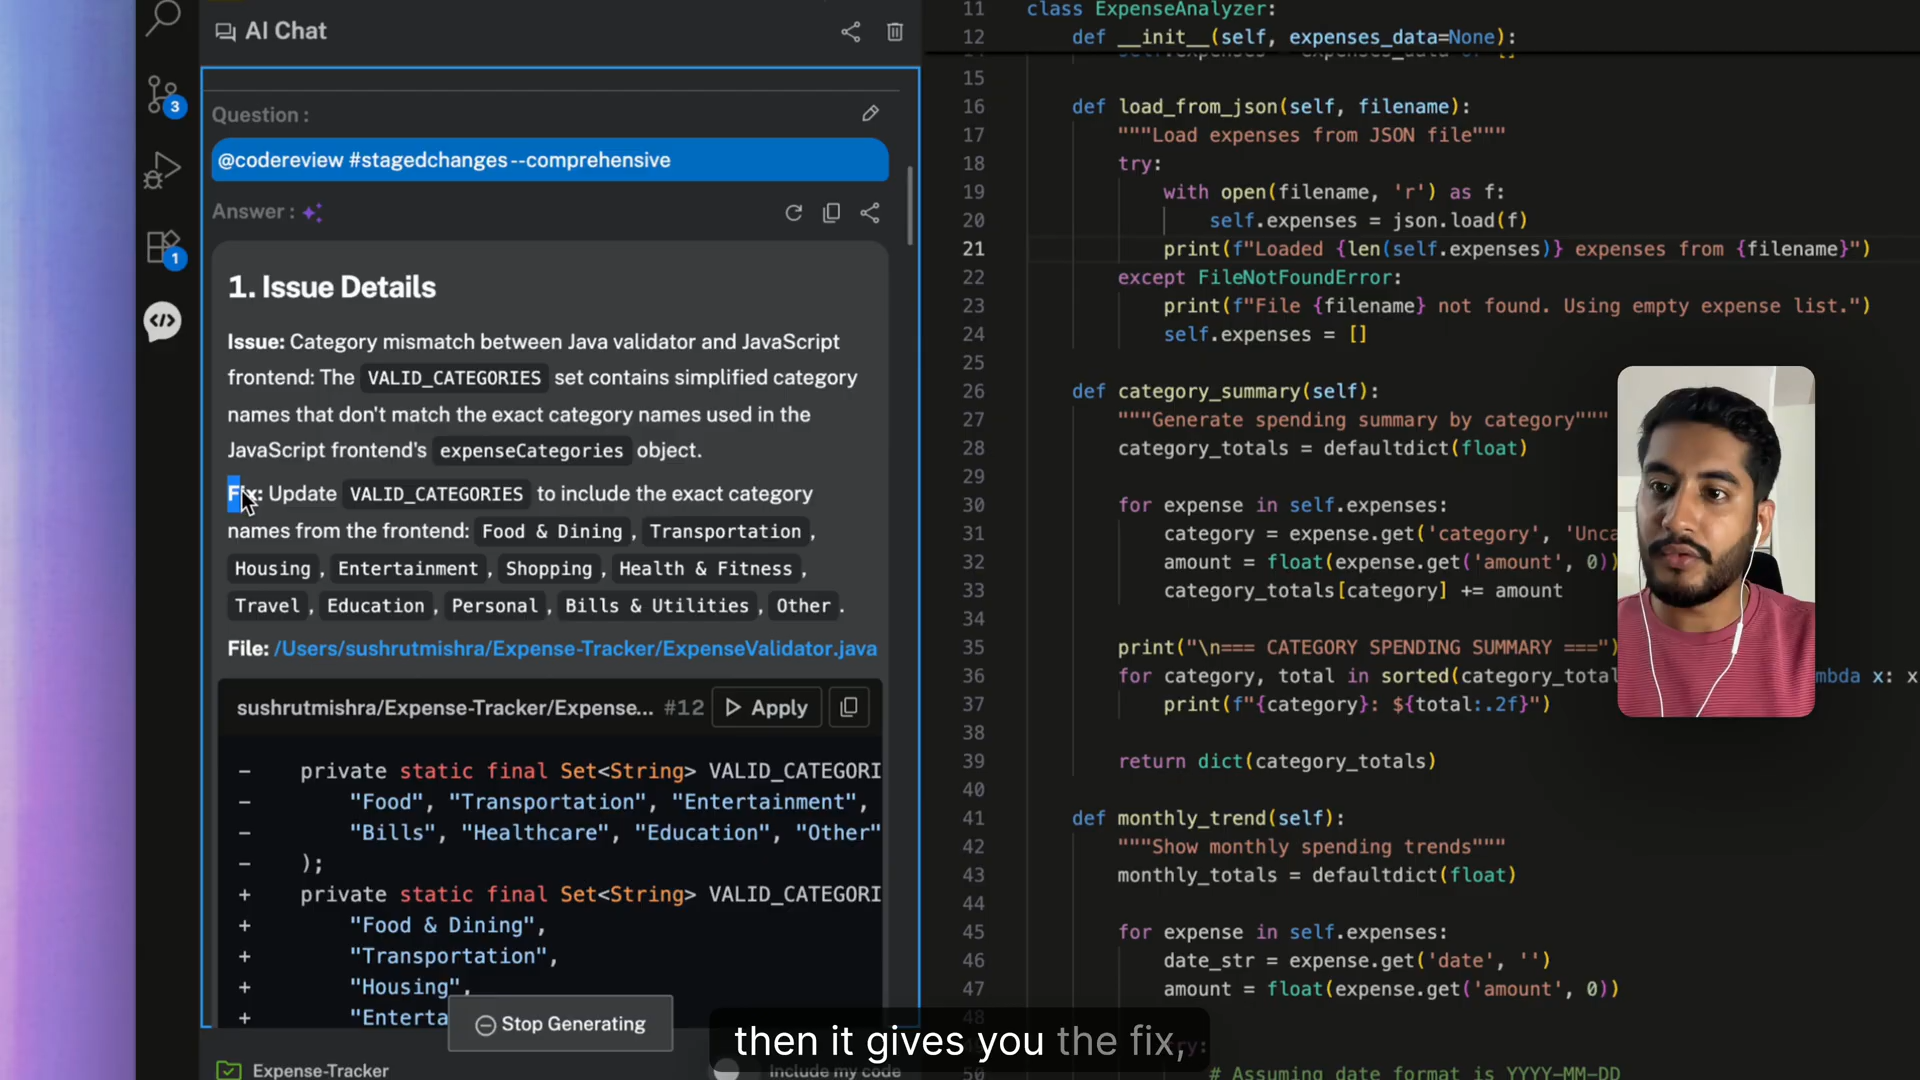 AI Chat
3
1
Question :
@codereview #stagedchanges --comprehensive
Answer :
1. Issue Details
Issue: Category mismatch between Java validator and JavaScript
frontend: The VALID_CATEGORIES set contains simplified category
names that don't match the exact category names used in the
JavaScript frontend's expenseCategories object.
Fix: Update VALID_CATEGORIES to include the exact category
names from the frontend: Food & Dining , Transportation ,
Housing , Entertainment , Shopping , Health & Fitness ,
Travel , Education , Personal , Bills & Utilities , Other .
File: /Users/sushrutmishra/Expense-Tracker/ExpenseValidator.java
sushrutmishra/Expense-Tracker/Expense... #12 Apply
- private static final Set<String> VALID_CATEGORI
- "Food", "Transportation", "Entertainment",
- "Bills", "Healthcare", "Education", "Other"
- );
+ private static final Set<String> VALID_CATEGORI
+ "Food & Dining",
+ "Transportation",
+ "Housing",
+ "Enterta
Stop Generating
Expense-Tracker
Include my code
11 class ExpenseAnalyzer:
12 def __init__(self, expenses_data=None):
15
16 def load_from_json(self, filename):
17 """Load expenses from JSON file"""
18 try:
19 with open(filename, 'r') as f:
20 self.expenses = json.load(f)
21 print(f"Loaded {len(self.expenses)} expenses from {filename}")
22 except FileNotFoundError:
23 print(f"File {filename} not found. Using empty expense list.")
24 self.expenses = []
25
26 def category_summary(self):
27 """Generate spending summary by category"""
28 category_totals = defaultdict(float)
29
30 for expense in self.expenses:
31 category = expense.get('category', 'Unca
32 amount = float(expense.get('amount', 0))
33 category_totals[category] += amount
34
35 print("\n=== CATEGORY SPENDING SUMMARY ===")
36 for category, total in sorted(category_total mbda x: x
37 print(f"{category}: ${total:.2f}")
38
39 return dict(category_totals)
40
41 def monthly_trend(self):
42 """Show monthly spending trends"""
43 monthly_totals = defaultdict(float)
44
45 for expense in self.expenses:
46 date_str = expense.get('date', '')
47 amount = float(expense.get('amount', 0))
50 # Assuming date format is YYYY-MM-DD
then it gives you the fix,